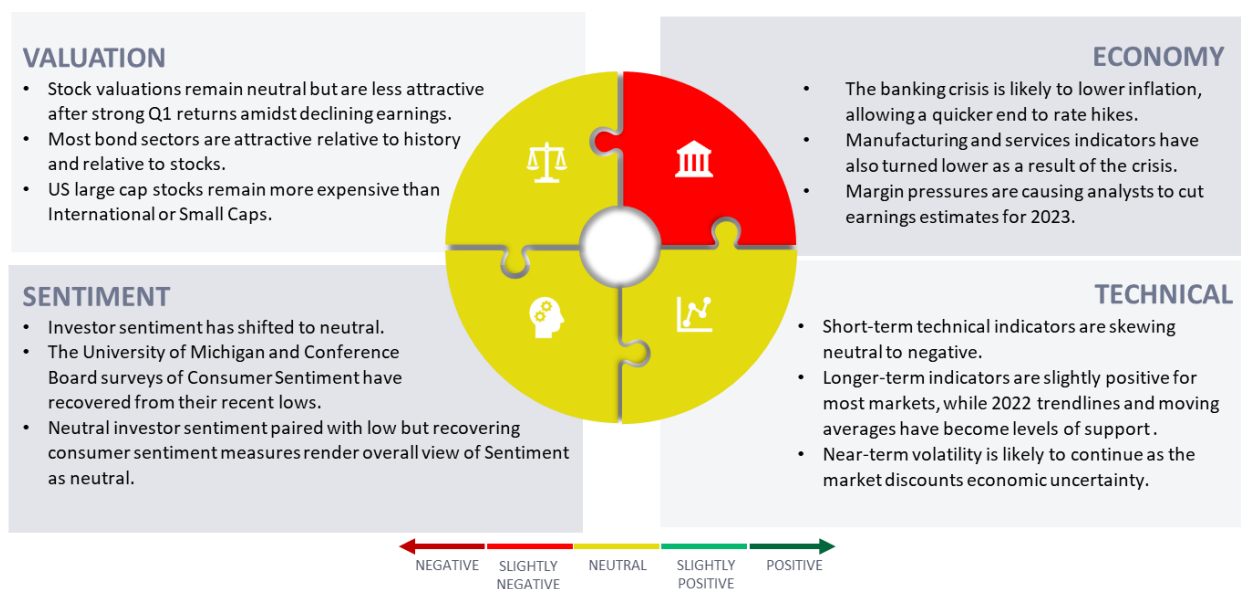 VALUATION
• Stock valuations remain neutral but are less attractive
after strong Q1 returns amidst declining earnings.
• Most bond sectors are attractive relative to history
and relative to stocks.
• US large cap stocks remain more expensive than
International or Small Caps.
ECONOMY
• The banking crisis is likely to lower inflation,
allowing a quicker end to rate hikes.
• Manufacturing and services indicators have
also turned lower as a result of the crisis.
• Margin pressures are causing analysts to cut
earnings estimates for 2023.
SENTIMENT
• Investor sentiment has shifted to neutral.
• The University of Michigan and Conference
Board surveys of Consumer Sentiment have
recovered from their recent lows.
• Neutral investor sentiment paired with low but recovering
consumer sentiment measures render overall view of Sentiment
as neutral.
TECHNICAL
• Short-term technical indicators are skewing
neutral to negative.
• Longer-term indicators are slightly positive for
most markets, while 2022 trendlines and moving
averages have become levels of support .
• Near-term volatility is likely to continue as the
market discounts economic uncertainty.
NEGATIVE
SLIGHTLY
NEGATIVE
NEUTRAL
SLIGHTLY
POSITIVE
POSITIVE